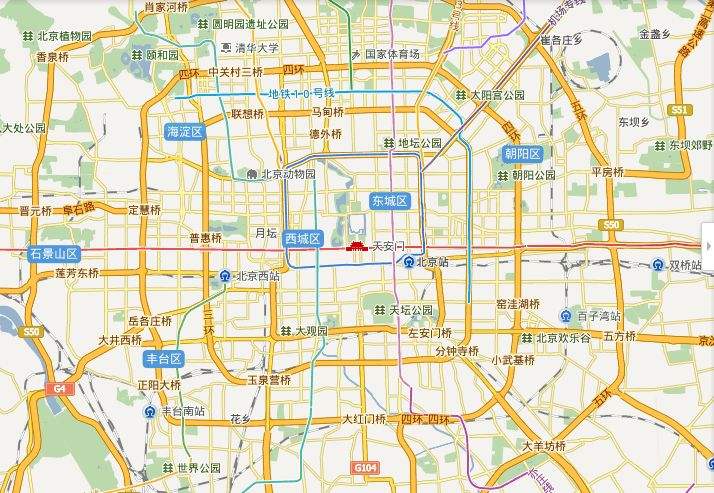 肖家河桥
圆明园遗址公园
机场专线
北京植物园
清华大学
国家体育场
崔各庄乡
金盏乡
香泉桥
颐和园
四环
中关村三桥
四环
地铁10号线
太阳宫公园
五环
联想桥
马甸桥
S51
大处公园
海淀区
德外桥
地坛公园
四环
东坝乡
朝阳区
东坝郊野
北京动物园
朝阳公园
平房桥
东城区
晋元桥
阜石路
定慧桥
月坛
S50
普惠桥
西城区
天安门
石景山区
莲芳东桥
北京西站
北京站
双桥站
窑洼湖桥
岳各庄桥
三环
天坛公园
百子湾站
S50
大井西桥
大观园
左安门桥
北京欢乐谷
五方桥
丰台区
分钟寺桥
小武基桥
G4
正阳大桥
玉泉营桥
五环
丰台南站
花乡
大红门桥
四环
四环
大羊坊桥
世界公园
G104